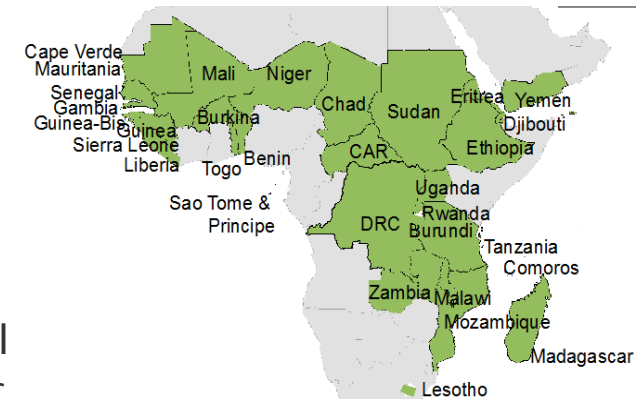 Cape Verde
Mauritania
Mali
Niger
Senegal
Gambia
Guinea-Bis
Guinea
Sierra Leone
Liberia
Burkina
Togo
Benin
Chad
Sudan
Eritrea
Yemen
Djibouti
Ethiopia
CAR
Sao Tome &
Principe
Uganda
Rwanda
DRC
Burundi
Tanzania
Comoros
Zambia
Malawi
Mozambique
Madagascar
Lesotho